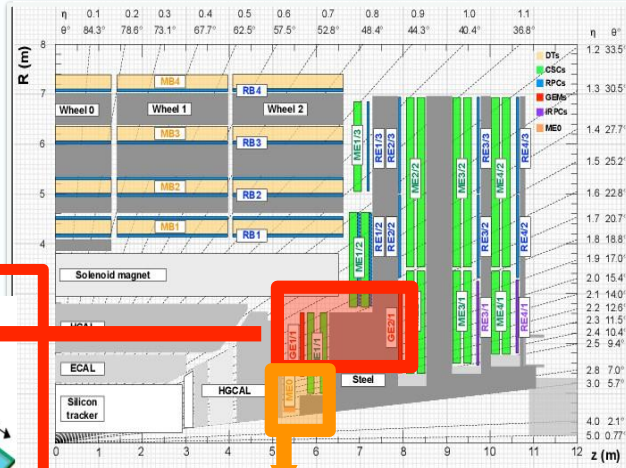 η 0.1 0.2 0.3 0.4 0.5 0.6 0.7 0.8 0.9 1.0 1.1 η θ°
θ° 84.3° 78.6° 73.1° 67.7° 62.5° 57.5° 52.8° 48.4° 44.3° 40.4° 36.8°
R (m)
8
7
6
5
4
1.2 33.5°
1.3 30.5°
1.4 27.7°
1.5 25.2°
1.6 22.8°
1.7 20.7°
1.8 18.8°
1.9 17.0°
2.0 15.4°
2.1 14.0°
2.2 12.6°
2.3 11.5°
2.4 10.4°
2.5 9.4°
2.8 7.0°
3.0 5.7°
4.0 2.1°
5.0 0.77°
DTs
CSCs
RPCs
GEMs
iRPCs
ME0
MB4
RB4
Wheel 0
Wheel 1
Wheel 2
MB3
RB3
MB2
RB2
MB1
RB1
ME1/3
RE1/3
RE2/3
ME2/2
ME3/2
RE3/3
ME4/2
RE4/3
ME1/2
RE1/2
RE2/2
RE3/2
RE4/2
Solenoid magnet
HCAL
ECAL
Silicon
tracker
HGCAL
Steel
GE1/1
GE2/1
ME0
ME3/1
RE3/1
ME4/1
RE4/1
0 1 2 3 4 5 6 7 8 9 10 11 12 z (m)